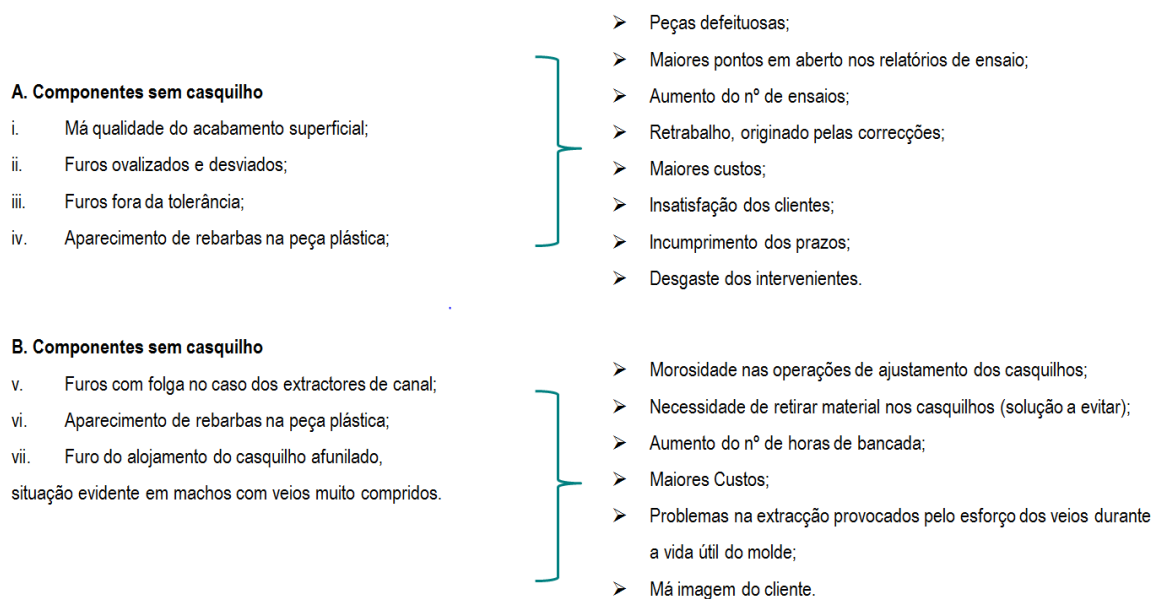 A. Componentes sem casquilho
i. Má qualidade do acabamento superficial;
ii. Furos ovalizados e desviados;
iii. Furos fora da tolerância;
iv. Aparecimento de rebarbas na peça plástica;
➢ Peças defeituosas;
➢ Maiores pontos em aberto nos relatórios de ensaio;
➢ Aumento do nº de ensaios;
➢ Retrabalho, originado pelas correcções;
➢ Maiores custos;
➢ Insatisfação dos clientes;
➢ Incumprimento dos prazos;
➢ Desgaste dos intervenientes.
B. Componentes sem casquilho
v. Furos com folga no caso dos extractores de canal;
vi. Aparecimento de rebarbas na peça plástica;
vii. Furo do alojamento do casquilho afunilado,
situação evidente em machos com veios muito compridos.
➢ Morosidade nas operações de ajustamento dos casquilhos;
➢ Necessidade de retirar material nos casquilhos (solução a evitar);
➢ Aumento do nº de horas de bancada;
➢ Maiores Custos;
➢ Problemas na extracção provocados pelo esforço dos veios durante
a vida útil do molde;
➢ Má imagem do cliente.